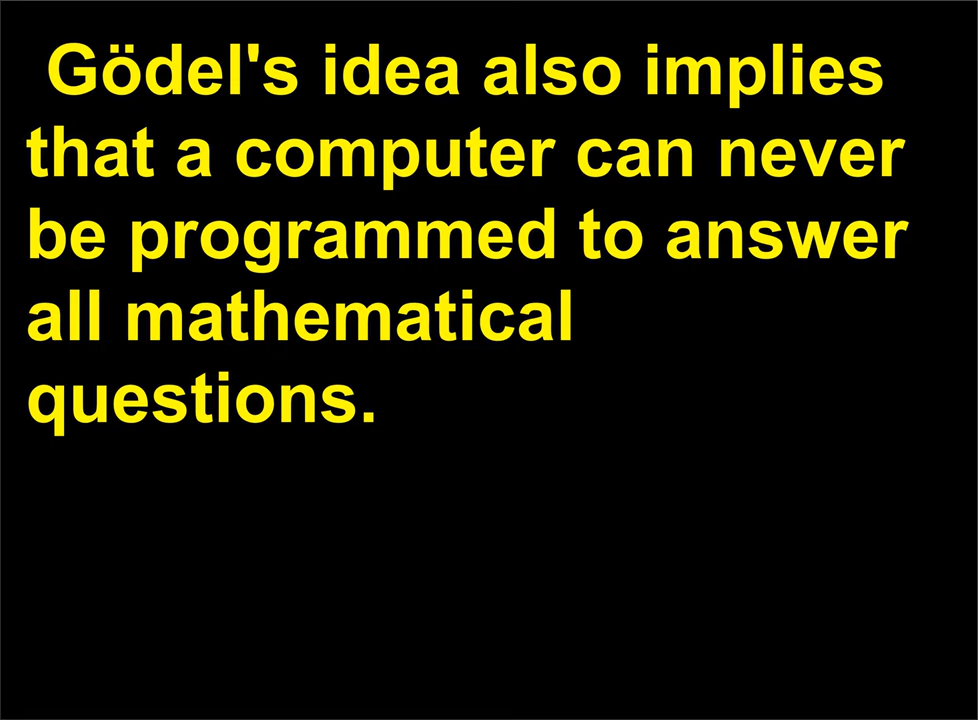 Gödel's idea also implies
that a computer can never
be programmed to answer
all mathematical
questions.